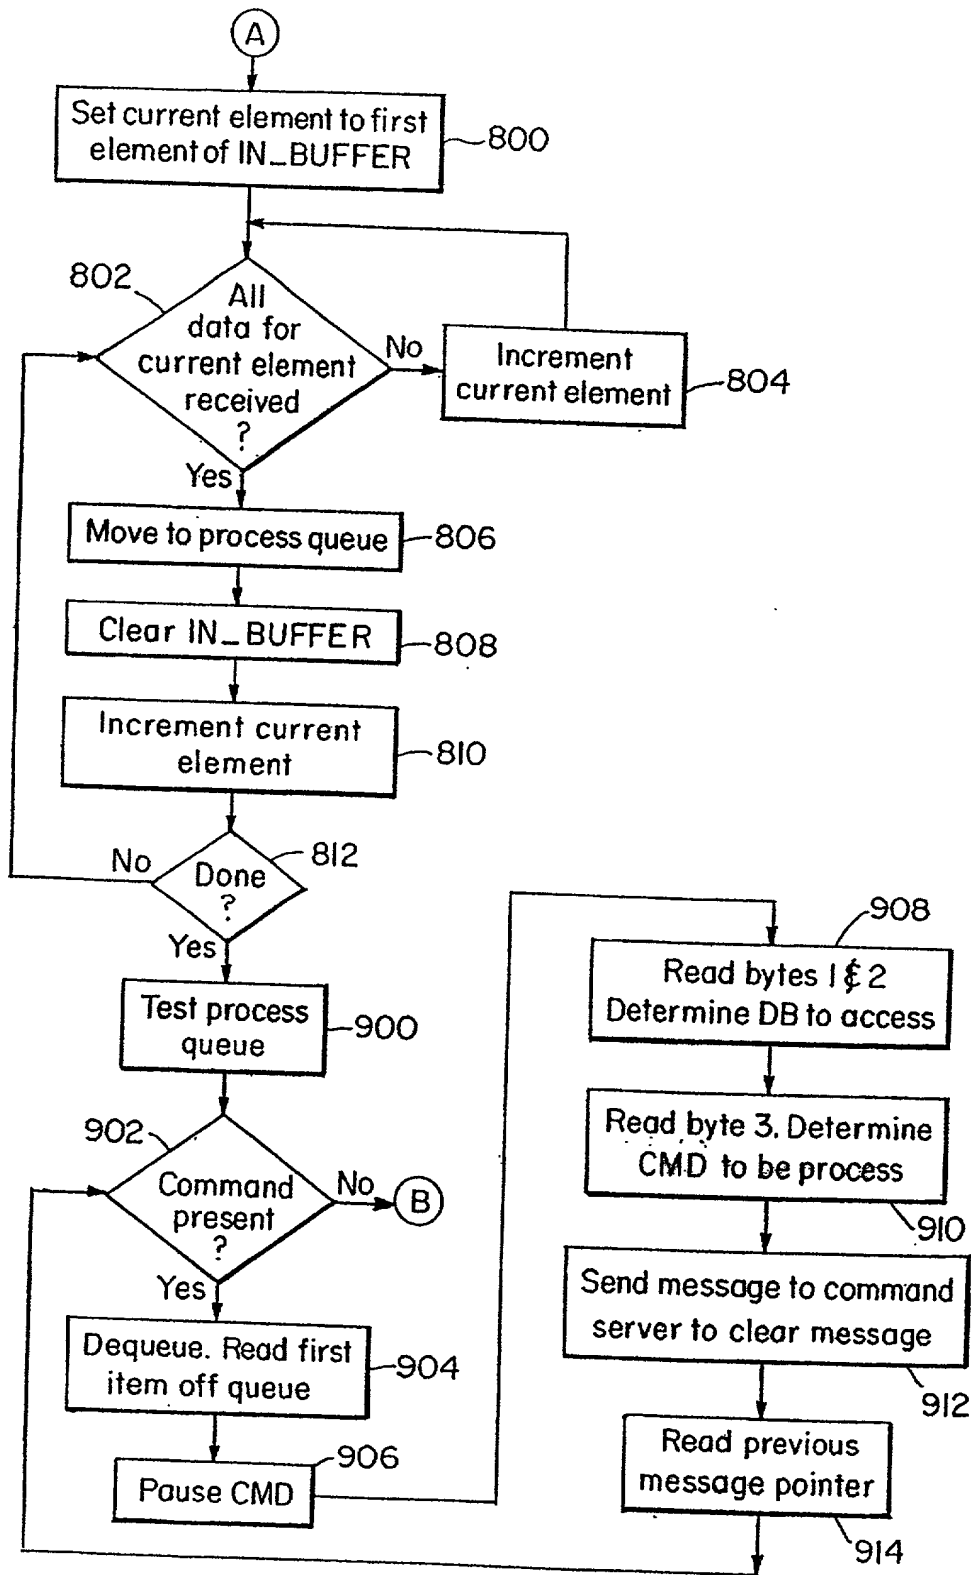 A
Set current element to first
element of IN_BUFFER
800
802
All
data for
current element
received
?
No
Increment
current element
804
Yes
Move to process queue
806
Clear IN_BUFFER
808
Increment current
element
810
No
Done
?
812
Yes
Test process
queue
900
902
Command
present
?
No
B
Yes
Dequeue. Read first
item off queue
904
Pause CMD
906
908
Read bytes 1 & 2
Determine DB to access
Read byte 3. Determine
CMD to be process
910
Send message to command
server to clear message
912
Read previous
message pointer
914